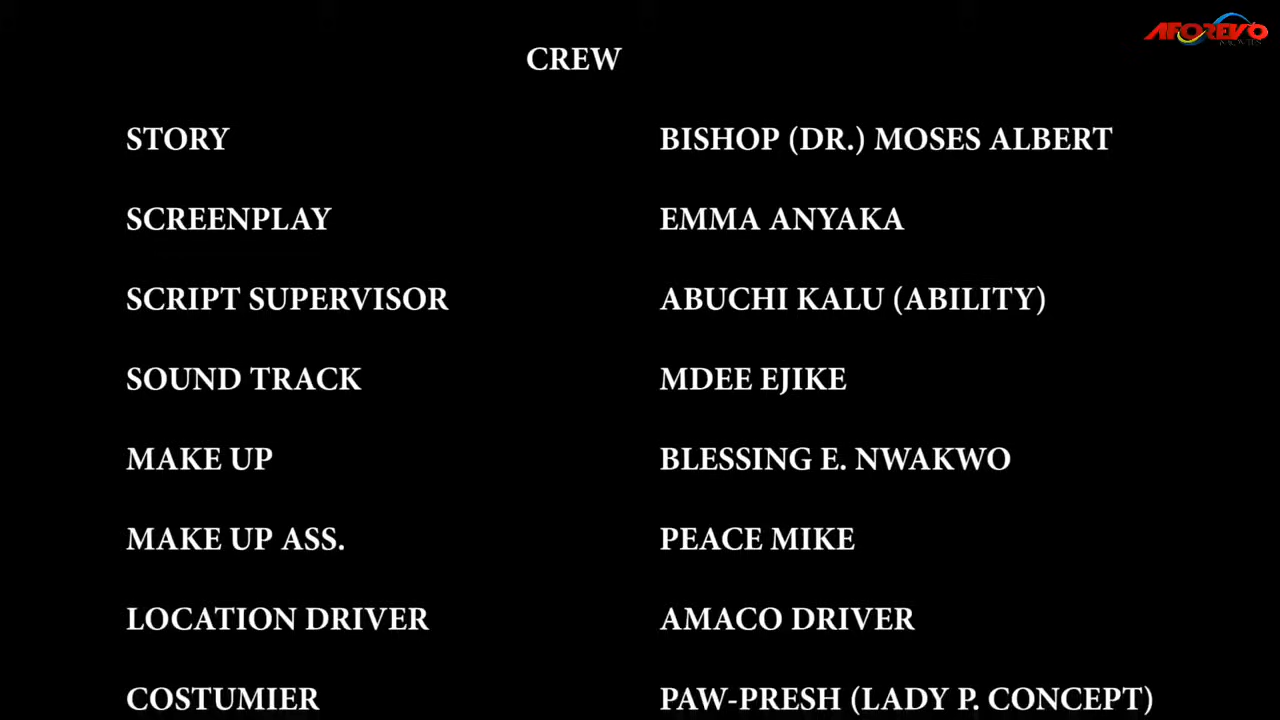 AFOREVO
CREW
STORY BISHOP (DR.) MOSES ALBERT
SCREENPLAY EMMA ANYAKA
SCRIPT SUPERVISOR ABUCHI KALU (ABILITY)
SOUND TRACK MDEE EJIKE
MAKE UP BLESSING E. NWAKWO
MAKE UP ASS. PEACE MIKE
LOCATION DRIVER AMACO DRIVER
COSTUMIER PAW-PRESH (LADY P. CONCEPT)